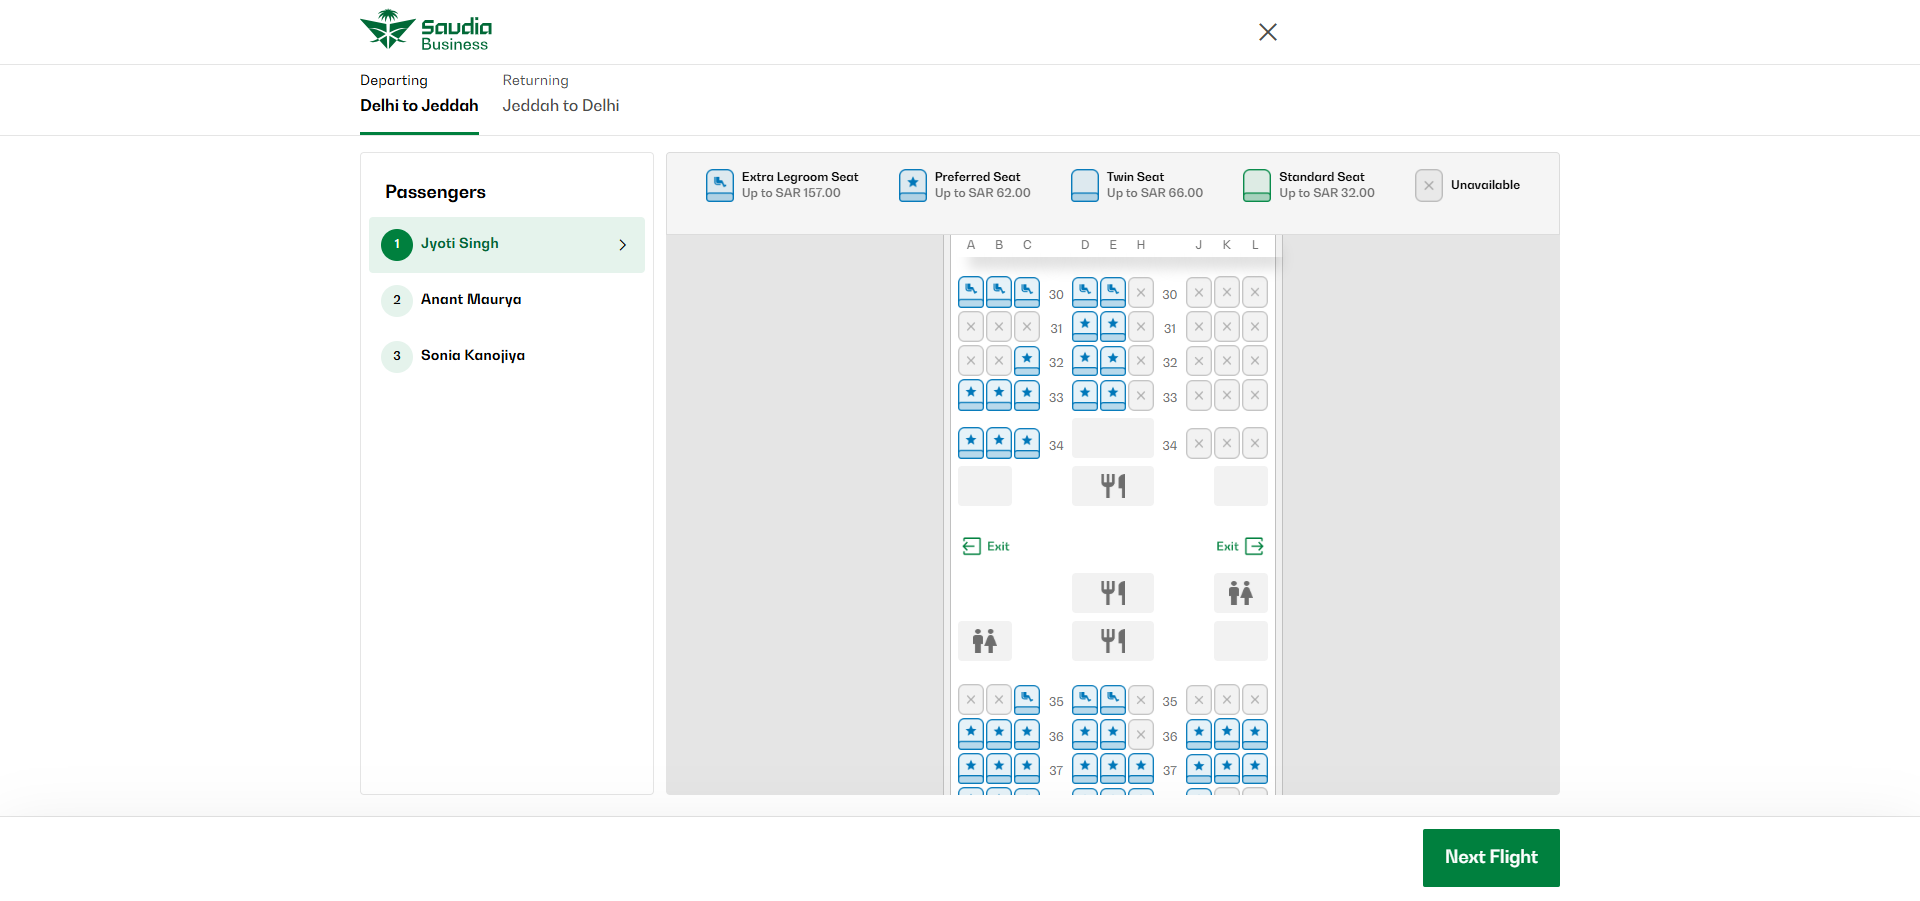 Saudia
Business
Departing
Delhi to Jeddah
Returning
Jeddah to Delhi
Passengers
1 Jyoti Singh
2 Anant Maurya
3 Sonia Kanojiya
Extra Legroom Seat
Up to SAR 157.00
Preferred Seat
Up to SAR 62.00
Twin Seat
Up to SAR 66.00
Standard Seat
Up to SAR 32.00
Unavailable
A B C D E H J K L
30 30
31 31
32 32
33 33
34 34
Exit Exit
35 35
36 36
37 37
Next Flight